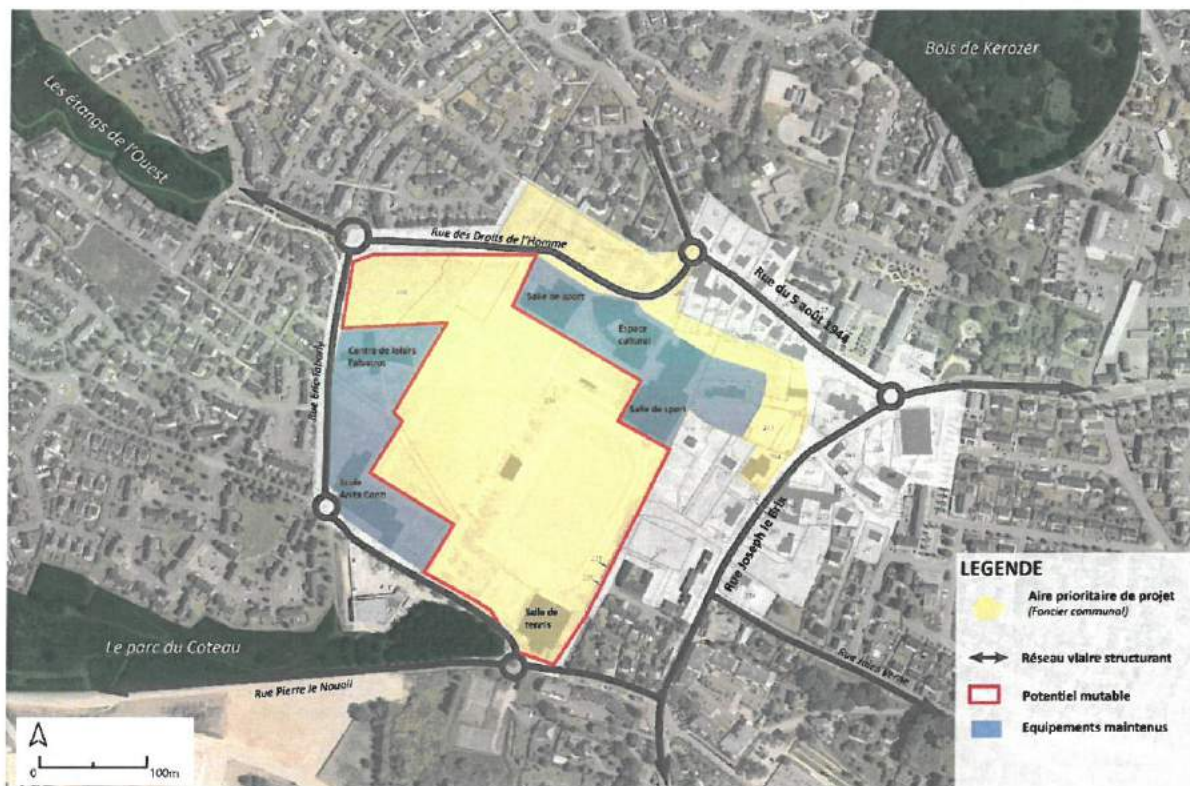 Bois de Kerozer
Les étangs de l'Ouest
Rue des Droits de l'Homme
Rue du 5 août 1944
Salle de sport
Espace
culturel
Centre de loisirs
Rue Eric Tabarly
Salle de sport
Ecole
Rue Joseph le Brix
Salle de
tennis
Le parc du Coteau
Rue Pierre le Nouail
Rue Jules Verne
LEGENDE
Aire prioritaire de projet
(Foncier communal)
Réseau viaire structurant
Potentiel mutable
Equipements maintenus
0
100m